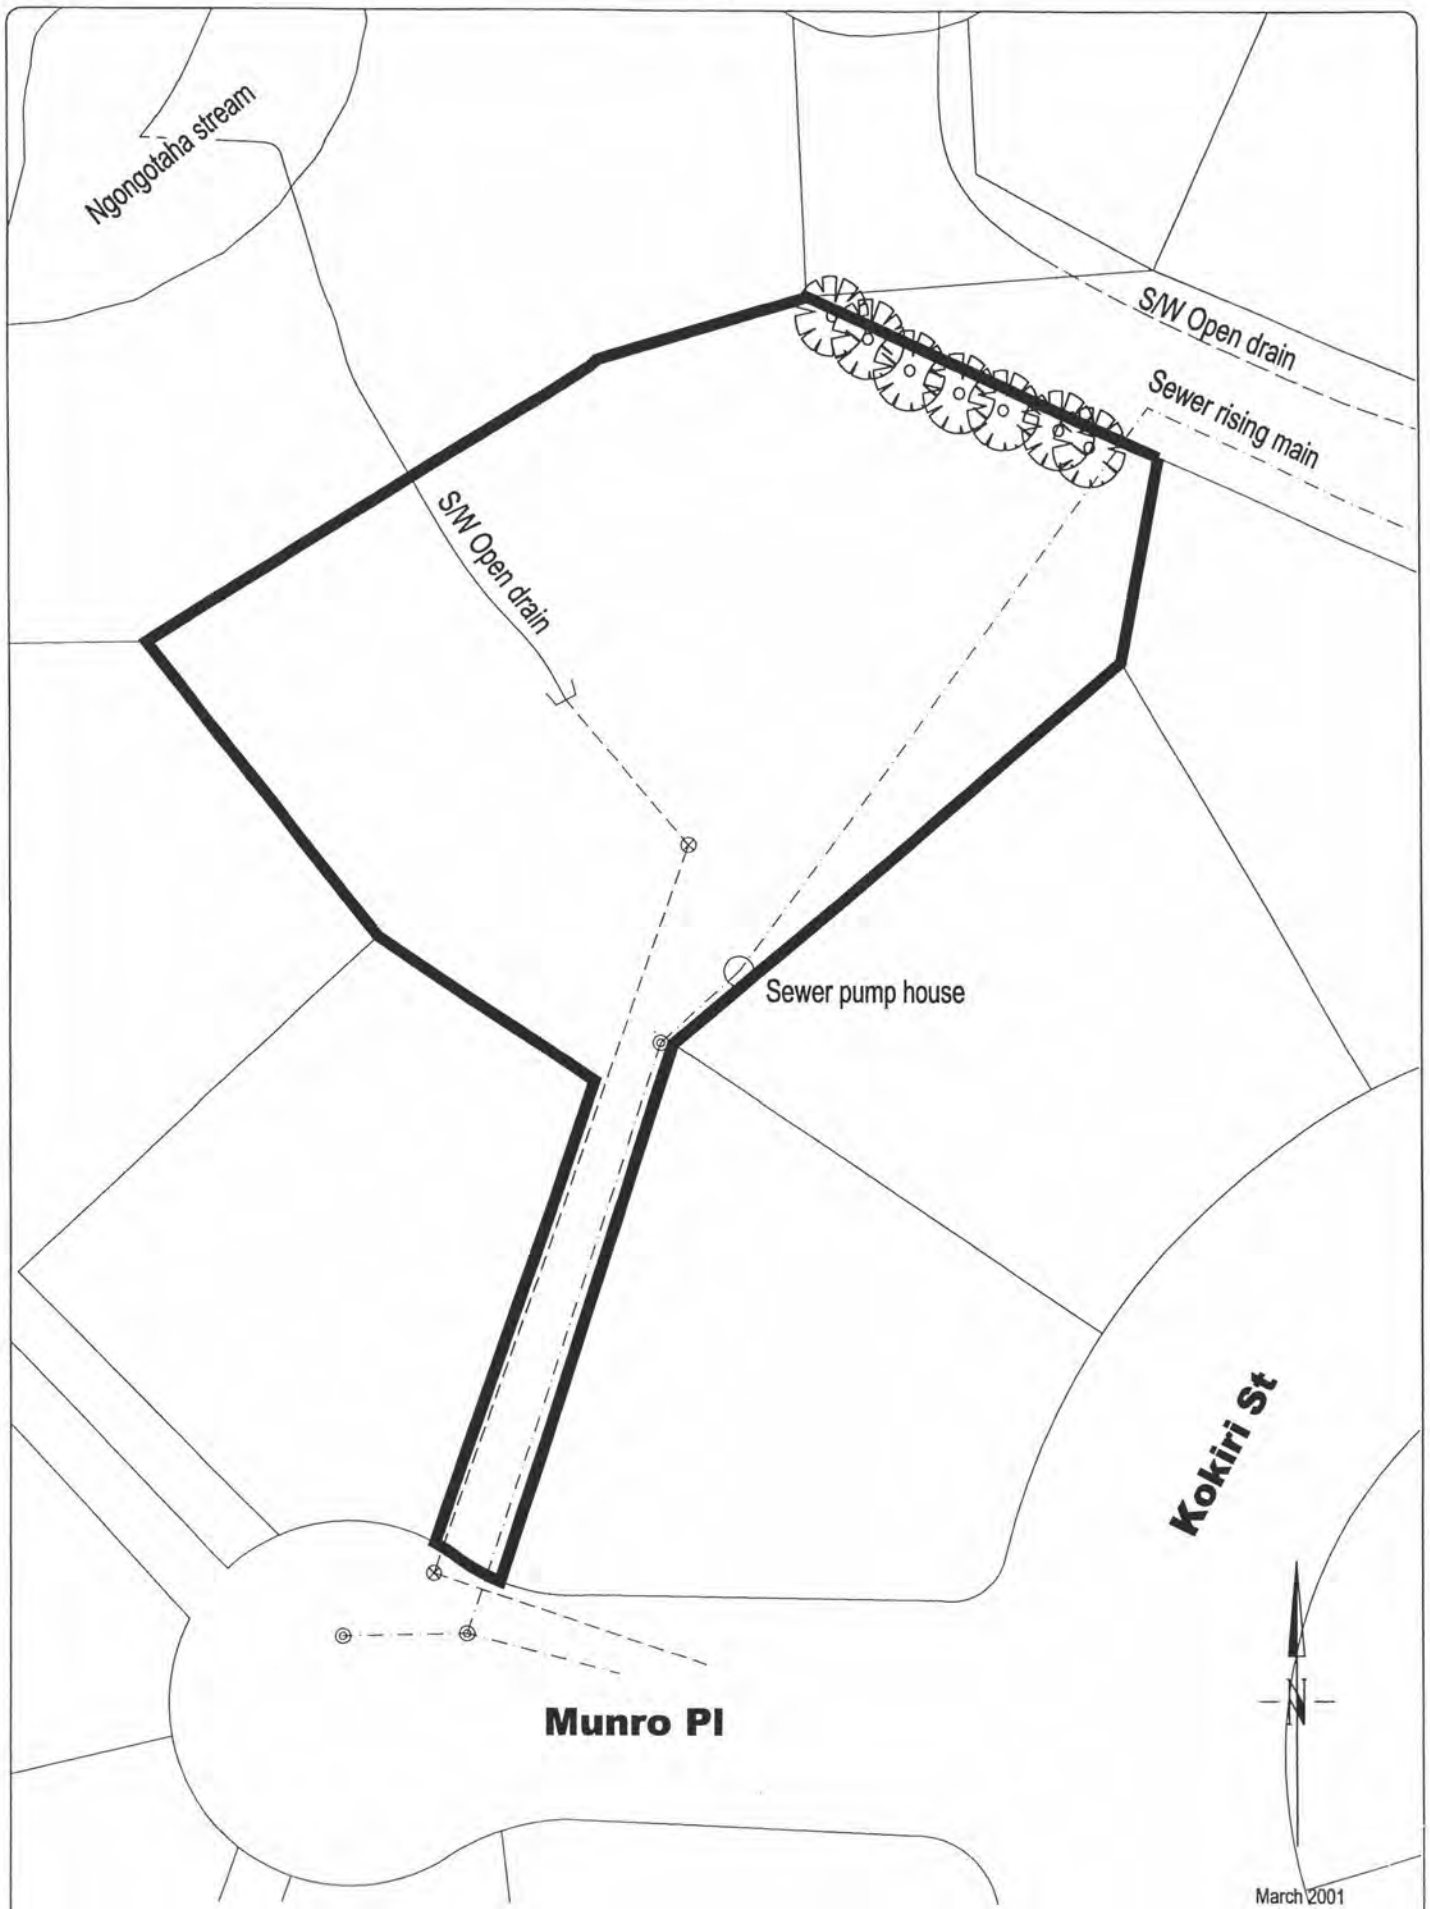 Ngongotaha stream
S/W Open drain
Sewer rising main
S/W Open drain
Sewer pump house
Kokiri St
N
Munro Pl
March 2001